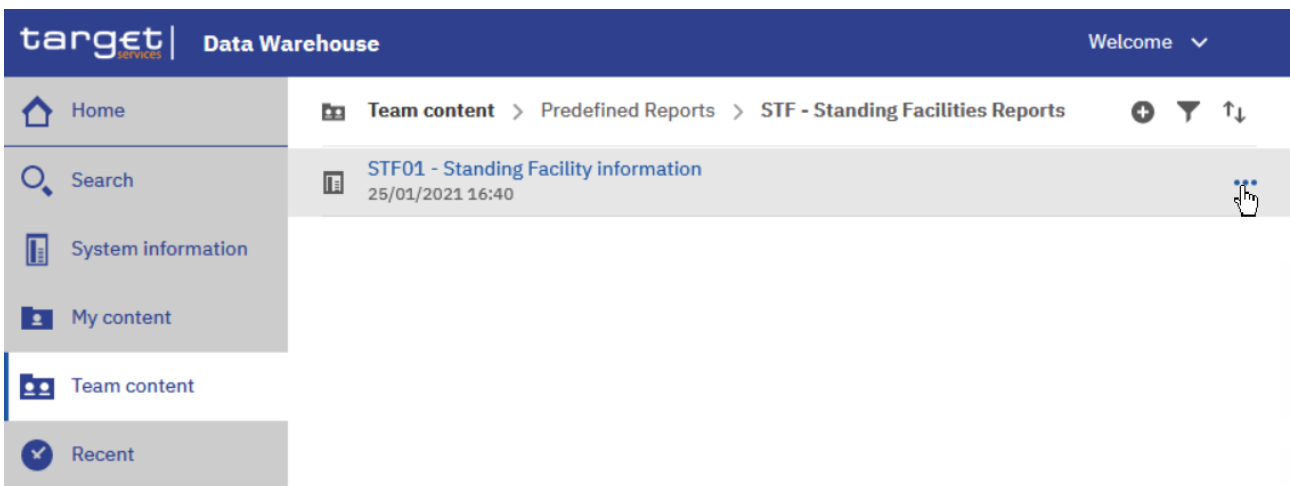 target services Data Warehouse Welcome
Home
Team content > Predefined Reports > STF - Standing Facilities Reports
Search
STF01 - Standing Facility information
25/01/2021 16:40
System information
My content
Team content
Recent